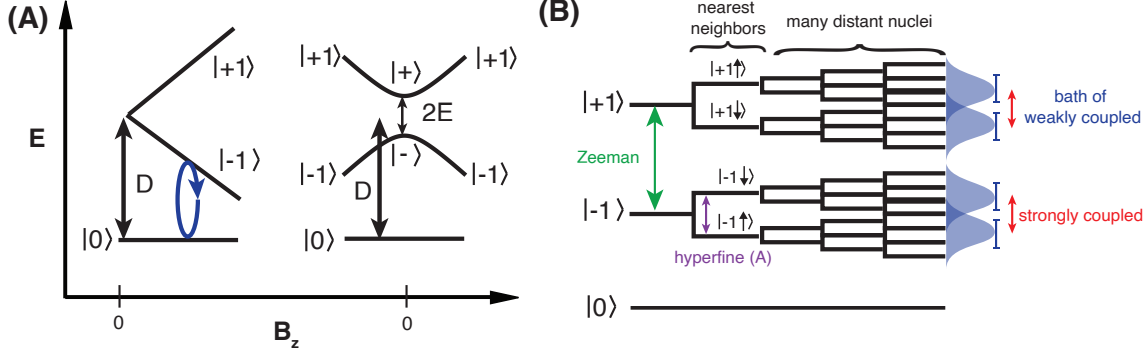 (A)
E
|+1⟩
|-1⟩
|0⟩
D
0
|+1⟩
|+⟩
|+1⟩
2E
|-1⟩
|-⟩
|-1⟩
D
|0⟩
0
B_z
(B)
nearest
neighbors
many distant nuclei
|+1⟩
|+1↑⟩
|+1↓⟩
Zeeman
|-1⟩
|-1↓⟩
|-1↑⟩
hyperfine (A)
|0⟩
bath of
weakly coupled
strongly coupled